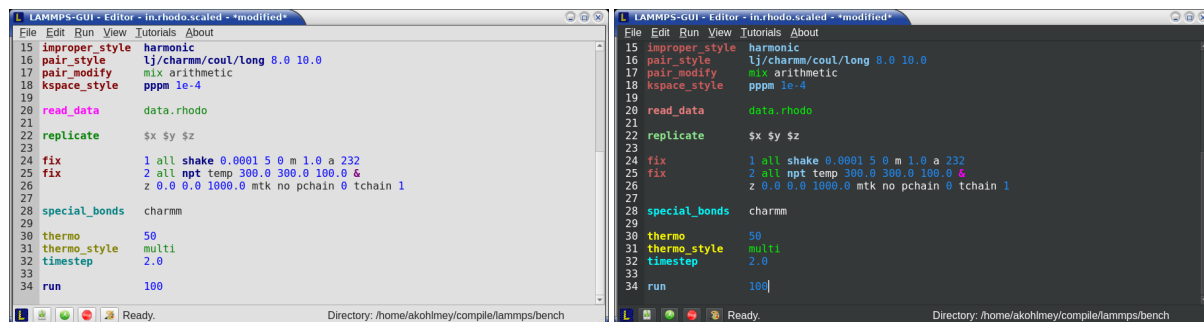 LAMMPS-GUI - Editor - in.rhodo.scaled - *modified*
File Edit Run View Tutorials About
15 improper_style harmonic
16 pair_style lj/charmm/coul/long 8.0 10.0
17 pair_modify mix arithmetic
18 kspace_style pppm 1e-4
19
20 read_data data.rhodo
21
22 replicate $x $y $z
23
24 fix 1 all shake 0.0001 5 0 m 1.0 a 232
25 fix 2 all npt temp 300.0 300.0 100.0 &
26 z 0.0 0.0 1000.0 mtk no pchain 0 tchain 1
27
28 special_bonds charmm
29
30 thermo 50
31 thermo_style multi
32 timestep 2.0
33
34 run 100
L Ready. Directory: /home/akohlmey/compile/lammps/bench
LAMMPS-GUI - Editor - in.rhodo.scaled - *modified*
File Edit Run View Tutorials About
15 improper_style harmonic
16 pair_style lj/charmm/coul/long 8.0 10.0
17 pair_modify mix arithmetic
18 kspace_style pppm 1e-4
19
20 read_data data.rhodo
21
22 replicate $x $y $z
23
24 fix 1 all shake 0.0001 5 0 m 1.0 a 232
25 fix 2 all npt temp 300.0 300.0 100.0 &
26 z 0.0 0.0 1000.0 mtk no pchain 0 tchain 1
27
28 special_bonds charmm
29
30 thermo 50
31 thermo_style multi
32 timestep 2.0
33
34 run 100
L Ready. Directory: /home/akohlmey/compile/lammps/bench